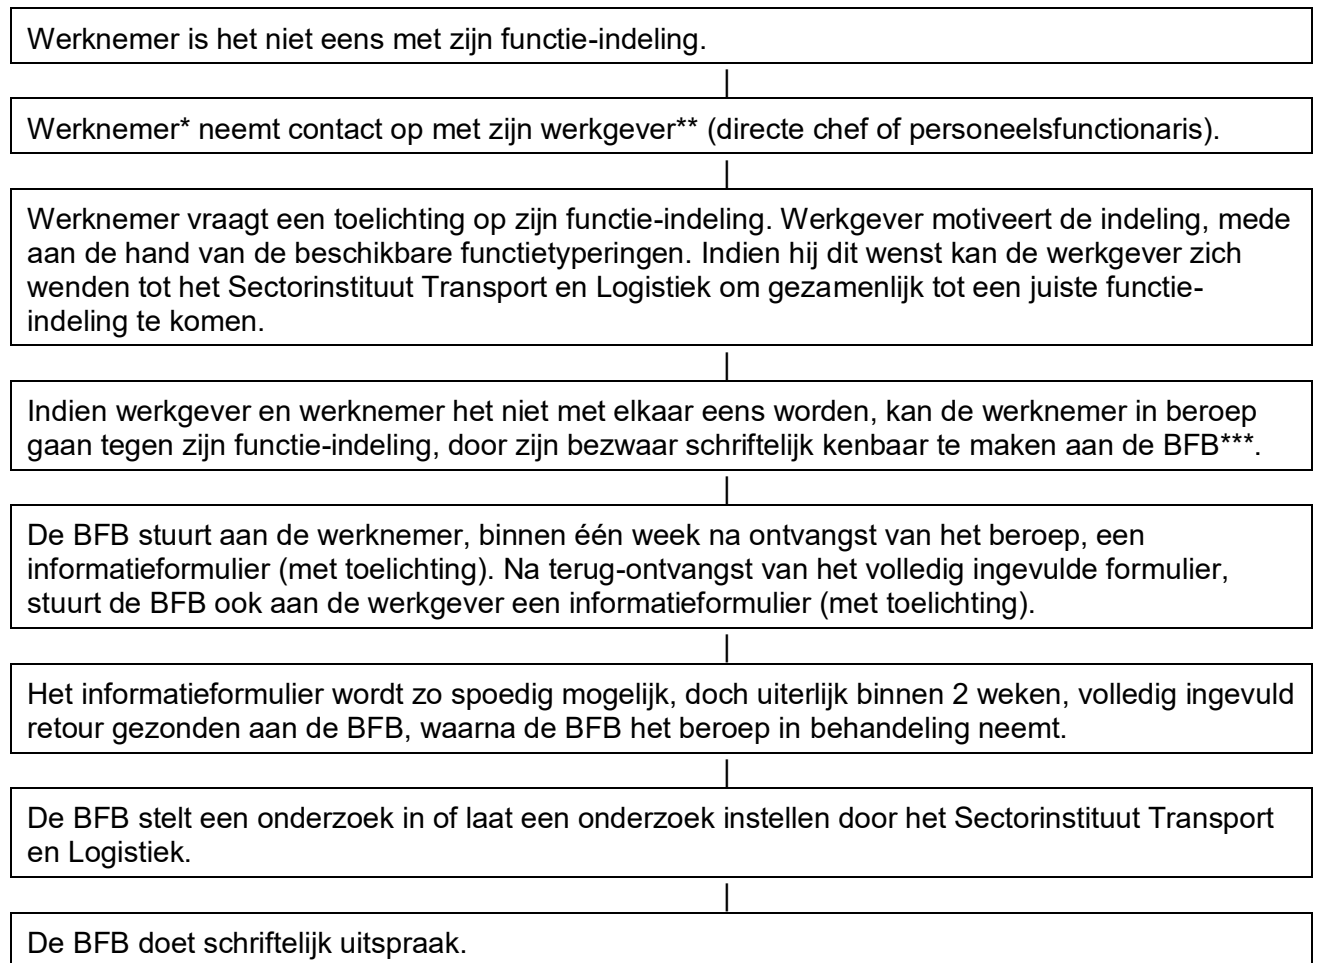 Werknemer is het niet eens met zijn functie-indeling.
Werknemer* neemt contact op met zijn werkgever** (directe chef of personeelsfunctionaris).
Werknemer vraagt een toelichting op zijn functie-indeling. Werkgever motiveert de indeling, mede
aan de hand van de beschikbare functietyperingen. Indien hij dit wenst kan de werkgever zich
wenden tot het Sectorinstituut Transport en Logistiek om gezamenlijk tot een juiste functie-
indeling te komen.
Indien werkgever en werknemer het niet met elkaar eens worden, kan de werknemer in beroep
gaan tegen zijn functie-indeling, door zijn bezwaar schriftelijk kenbaar te maken aan de BFB***.
De BFB stuurt aan de werknemer, binnen één week na ontvangst van het beroep, een
informatieformulier (met toelichting). Na terug-ontvangst van het volledig ingevulde formulier,
stuurt de BFB ook aan de werkgever een informatieformulier (met toelichting).
Het informatieformulier wordt zo spoedig mogelijk, doch uiterlijk binnen 2 weken, volledig ingevuld
retour gezonden aan de BFB, waarna de BFB het beroep in behandeling neemt.
De BFB stelt een onderzoek in of laat een onderzoek instellen door het Sectorinstituut Transport
en Logistiek.
De BFB doet schriftelijk uitspraak.